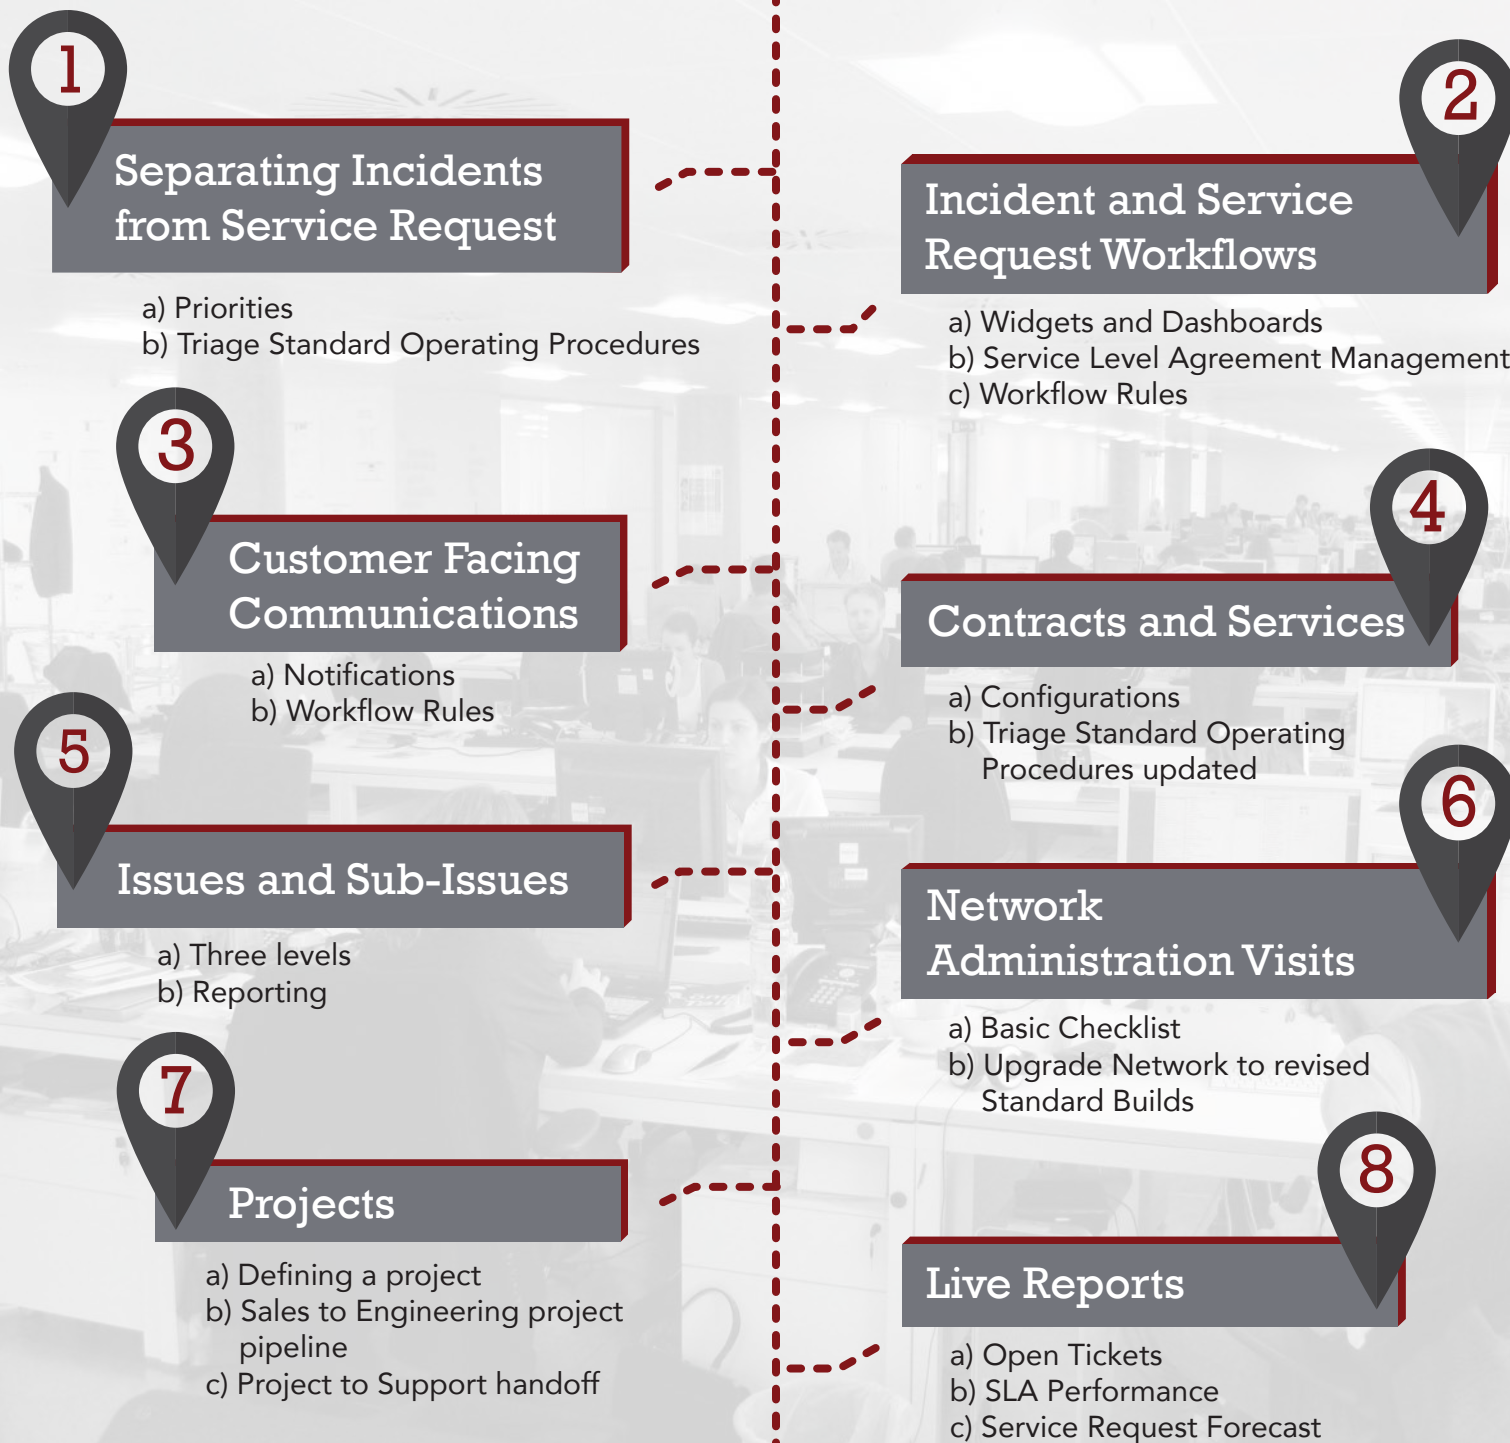 1
Separating Incidents
from Service Request
a) Priorities
b) Triage Standard Operating Procedures
2
Incident and Service
Request Workflows
a) Widgets and Dashboards
b) Service Level Agreement Management
c) Workflow Rules
3
Customer Facing
Communications
a) Notifications
b) Workflow Rules
4
Contracts and Services
a) Configurations
b) Triage Standard Operating
Procedures updated
5
Issues and Sub-Issues
a) Three levels
b) Reporting
6
Network
Administration Visits
a) Basic Checklist
b) Upgrade Network to revised
Standard Builds
7
Projects
a) Defining a project
b) Sales to Engineering project
pipeline
c) Project to Support handoff
8
Live Reports
a) Open Tickets
b) SLA Performance
c) Service Request Forecast